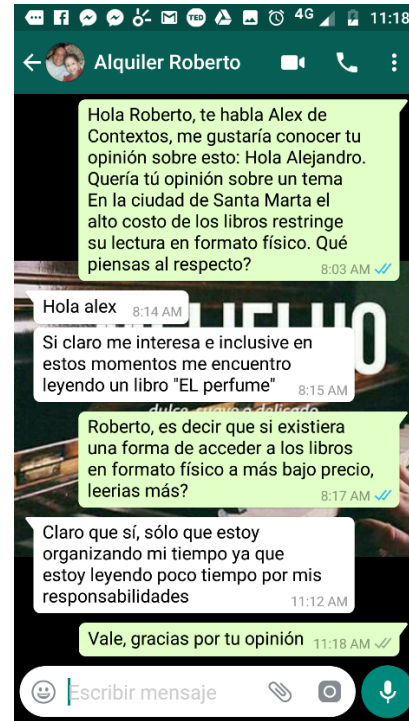 TED 4G 11:18
Alquiler Roberto
Hola Roberto, te habla Alex de
Contextos, me gustaría conocer tu
opinión sobre esto: Hola Alejandro.
Quería tú opinión sobre un tema
En la ciudad de Santa Marta el
alto costo de los libros restringe
su lectura en formato físico. Qué
piensas al respecto?
8:03 AM
Hola alex 8:14 AM
Si claro me interesa e inclusive en
estos momentos me encuentro
leyendo un libro "EL perfume"
8:15 AM
dulce, suave o delicado
Roberto, es decir que si existiera
una forma de acceder a los libros
en formato físico a más bajo precio,
leerias más?
8:17 AM
Claro que sí, sólo que estoy
organizando mi tiempo ya que
estoy leyendo poco tiempo por mis
responsabilidades
11:12 AM
Vale, gracias por tu opinión 11:18 AM
Escribir mensaje